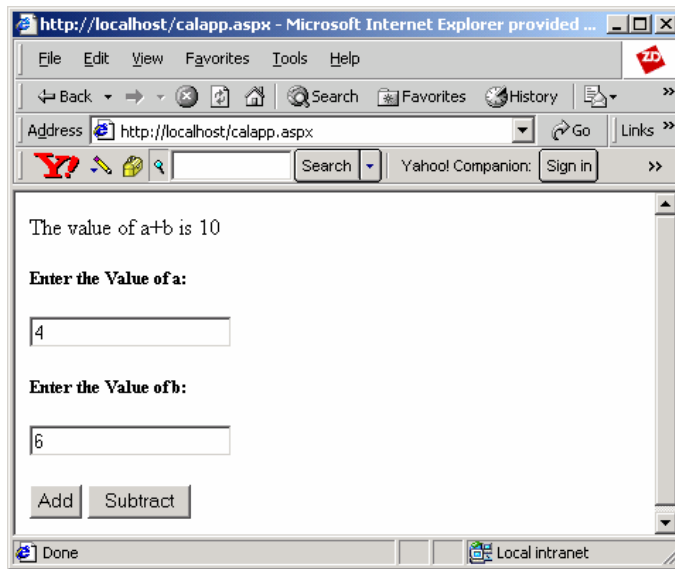 http://localhost/calapp.aspx - Microsoft Internet Explorer provided ...
File Edit View Favorites Tools Help
ZD
Back Search Favorites History »
Address http://localhost/calapp.aspx Go Links »
Y! Search Yahoo! Companion: Sign in »
The value of a+b is 10
Enter the Value of a:
4
Enter the Value of b:
6
Add Subtract
Done Local intranet